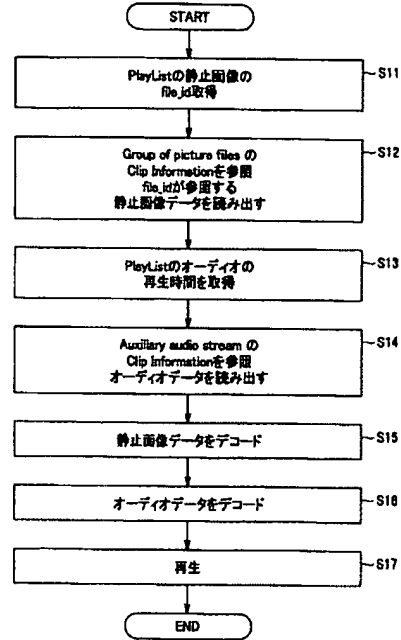 START
PlayListの静止画像の
file_id取得
S11
Group of picture files の
Clip Informationを参照
file_idが参照する
静止画像データを読み出す
S12
PlayListのオーディオの
再生時間を取得
S13
Auxiliary audio stream の
Clip Informationを参照
オーディオデータを読み出す
S14
静止画像データをデコード
S15
オーディオデータをデコード
S16
再生
S17
END